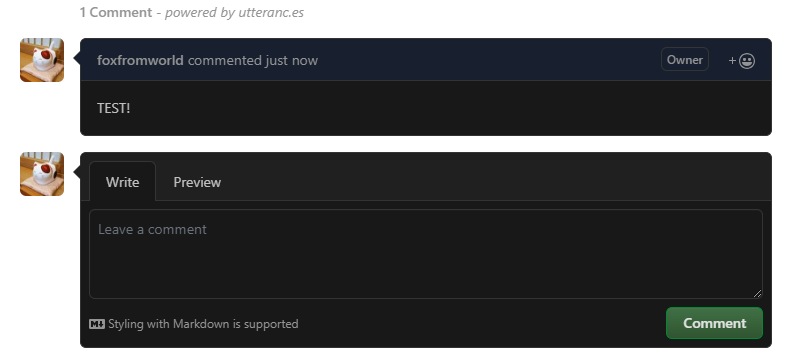 1 Comment - powered by utteranc.es
foxfromworld commented just now Owner +
TEST!
Write Preview
Leave a comment
Styling with Markdown is supported Comment